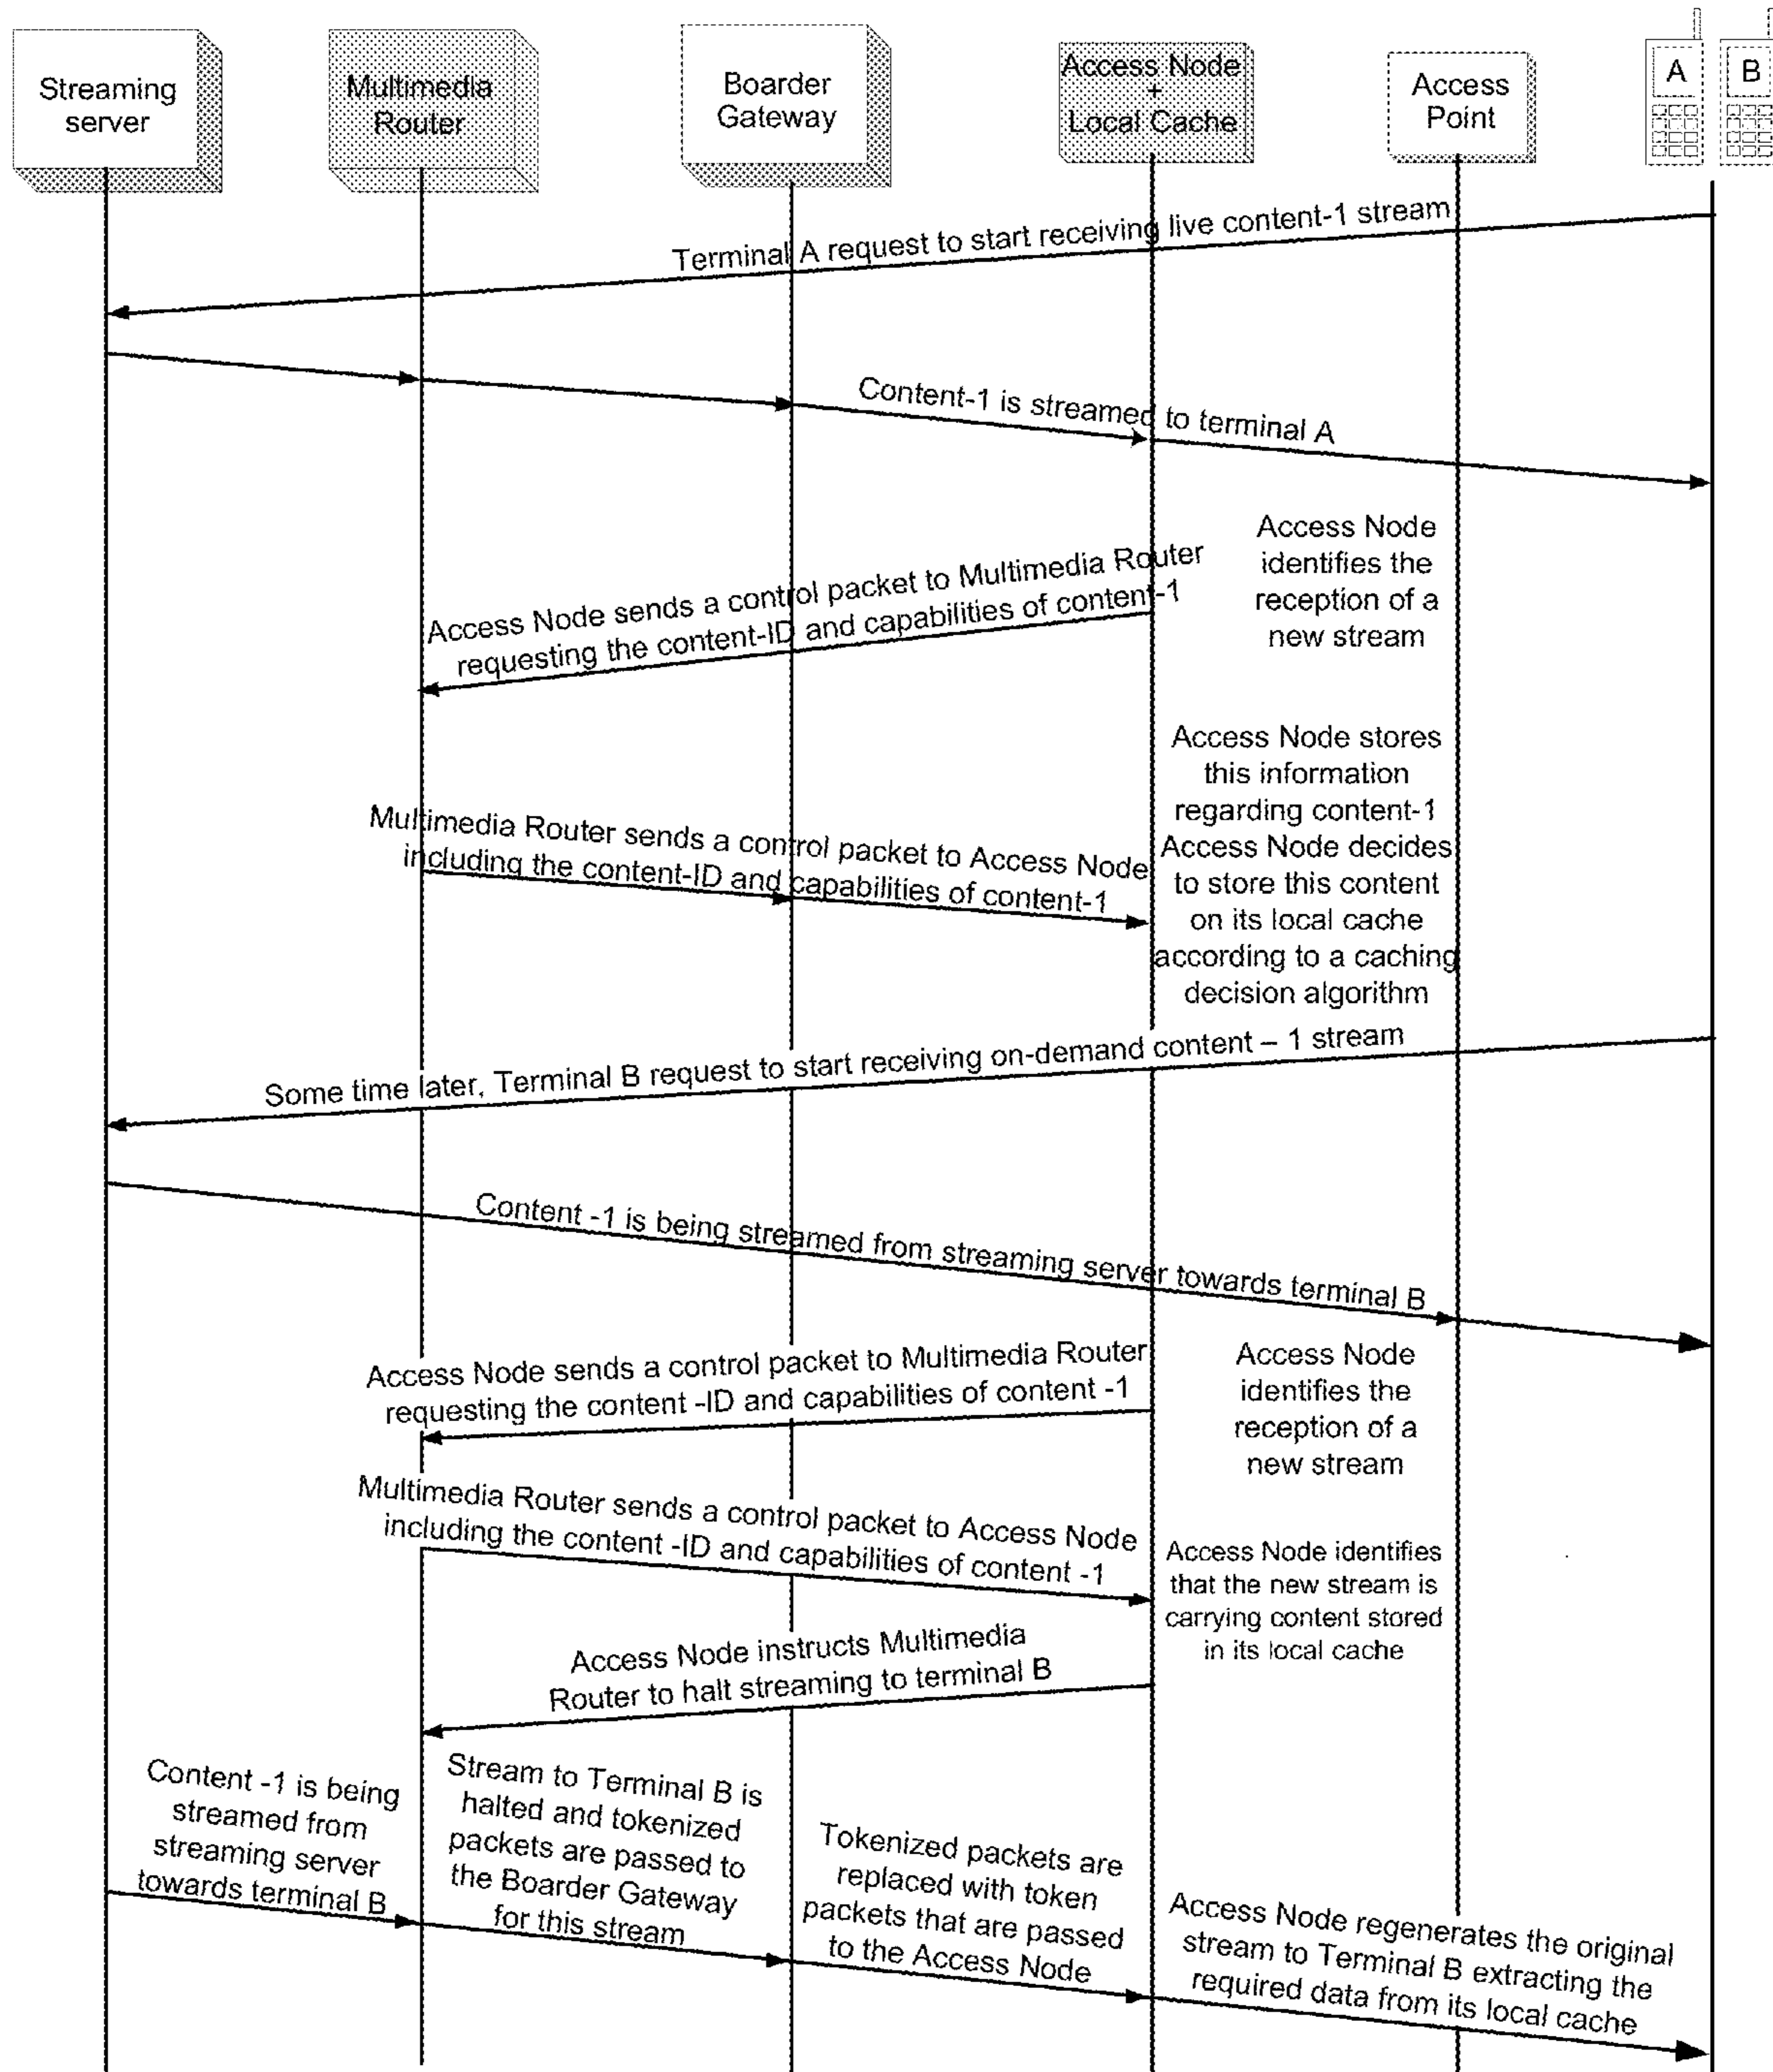 Streaming
server
Multimedia
Router
Boarder
Gateway
Access Node
+
Local Cache
Access
Point
A
B
Terminal A request to start receiving live content-1 stream
Content-1 is streamed to terminal A
Access Node
identifies the
reception of a
new stream
Access Node sends a control packet to Multimedia Router
requesting the content-ID and capabilities of content-1
Access Node stores
this information
regarding content-1
Access Node decides
to store this content
on its local cache
according to a caching
decision algorithm
Multimedia Router sends a control packet to Access Node
including the content-ID and capabilities of content-1
Some time later, Terminal B request to start receiving on-demand content – 1 stream
Content -1 is being streamed from streaming server towards terminal B
Access Node sends a control packet to Multimedia Router
requesting the content -ID and capabilities of content -1
Access Node
identifies the
reception of a
new stream
Multimedia Router sends a control packet to Access Node
including the content -ID and capabilities of content -1
Access Node identifies
that the new stream is
carrying content stored
in its local cache
Access Node instructs Multimedia
Router to halt streaming to terminal B
Content -1 is being
streamed from
streaming server
towards terminal B
Stream to Terminal B is
halted and tokenized
packets are passed to
the Boarder Gateway
for this stream
Tokenized packets are
replaced with token
packets that are passed
to the Access Node
Access Node regenerates the original
stream to Terminal B extracting the
required data from its local cache